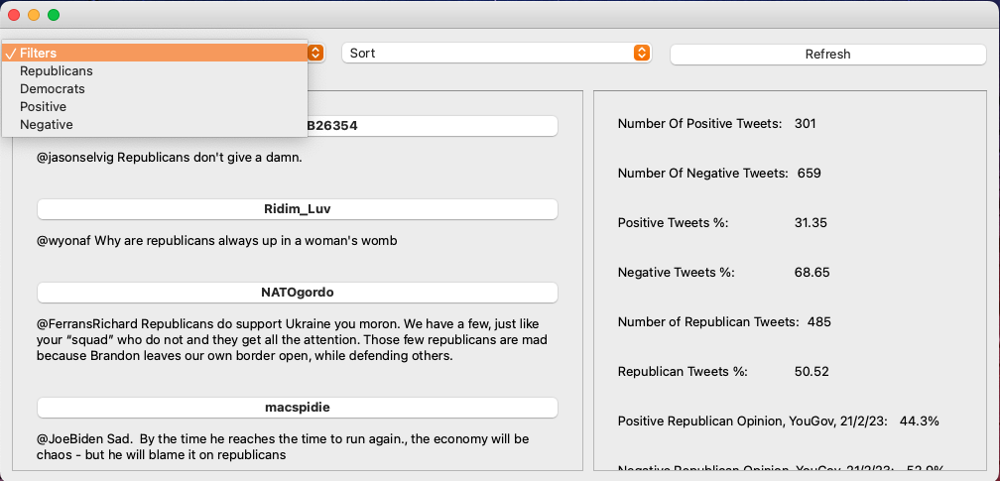 Filters
Republicans
Democrats
Positive
Negative
Sort
Refresh
B26354
@jasonselvig Republicans don't give a damn.
Ridim_Luv
@wyonaf Why are republicans always up in a woman's womb
NATOgordo
@FerransRichard Republicans do support Ukraine you moron. We have a few, just like
your “squad” who do not and they get all the attention. Those few republicans are mad
because Brandon leaves our own border open, while defending others.
macspidie
@JoeBiden Sad.  By the time he reaches the time to run again., the economy will be
chaos - but he will blame it on republicans
Number Of Positive Tweets: 301
Number Of Negative Tweets: 659
Positive Tweets %: 31.35
Negative Tweets %: 68.65
Number of Republican Tweets: 485
Republican Tweets %: 50.52
Positive Republican Opinion, YouGov, 21/2/23: 44.3%
Negative Republican Opinion, YouGov, 21/2/23: 52.9%